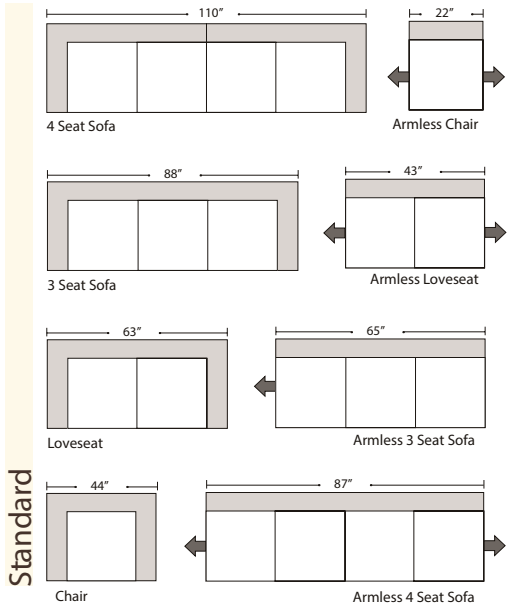 110"
4 Seat Sofa
22"
Armless Chair
88"
3 Seat Sofa
43"
Armless Loveseat
63"
Loveseat
65"
Armless 3 Seat Sofa
44"
Chair
87"
Armless 4 Seat Sofa
Standard